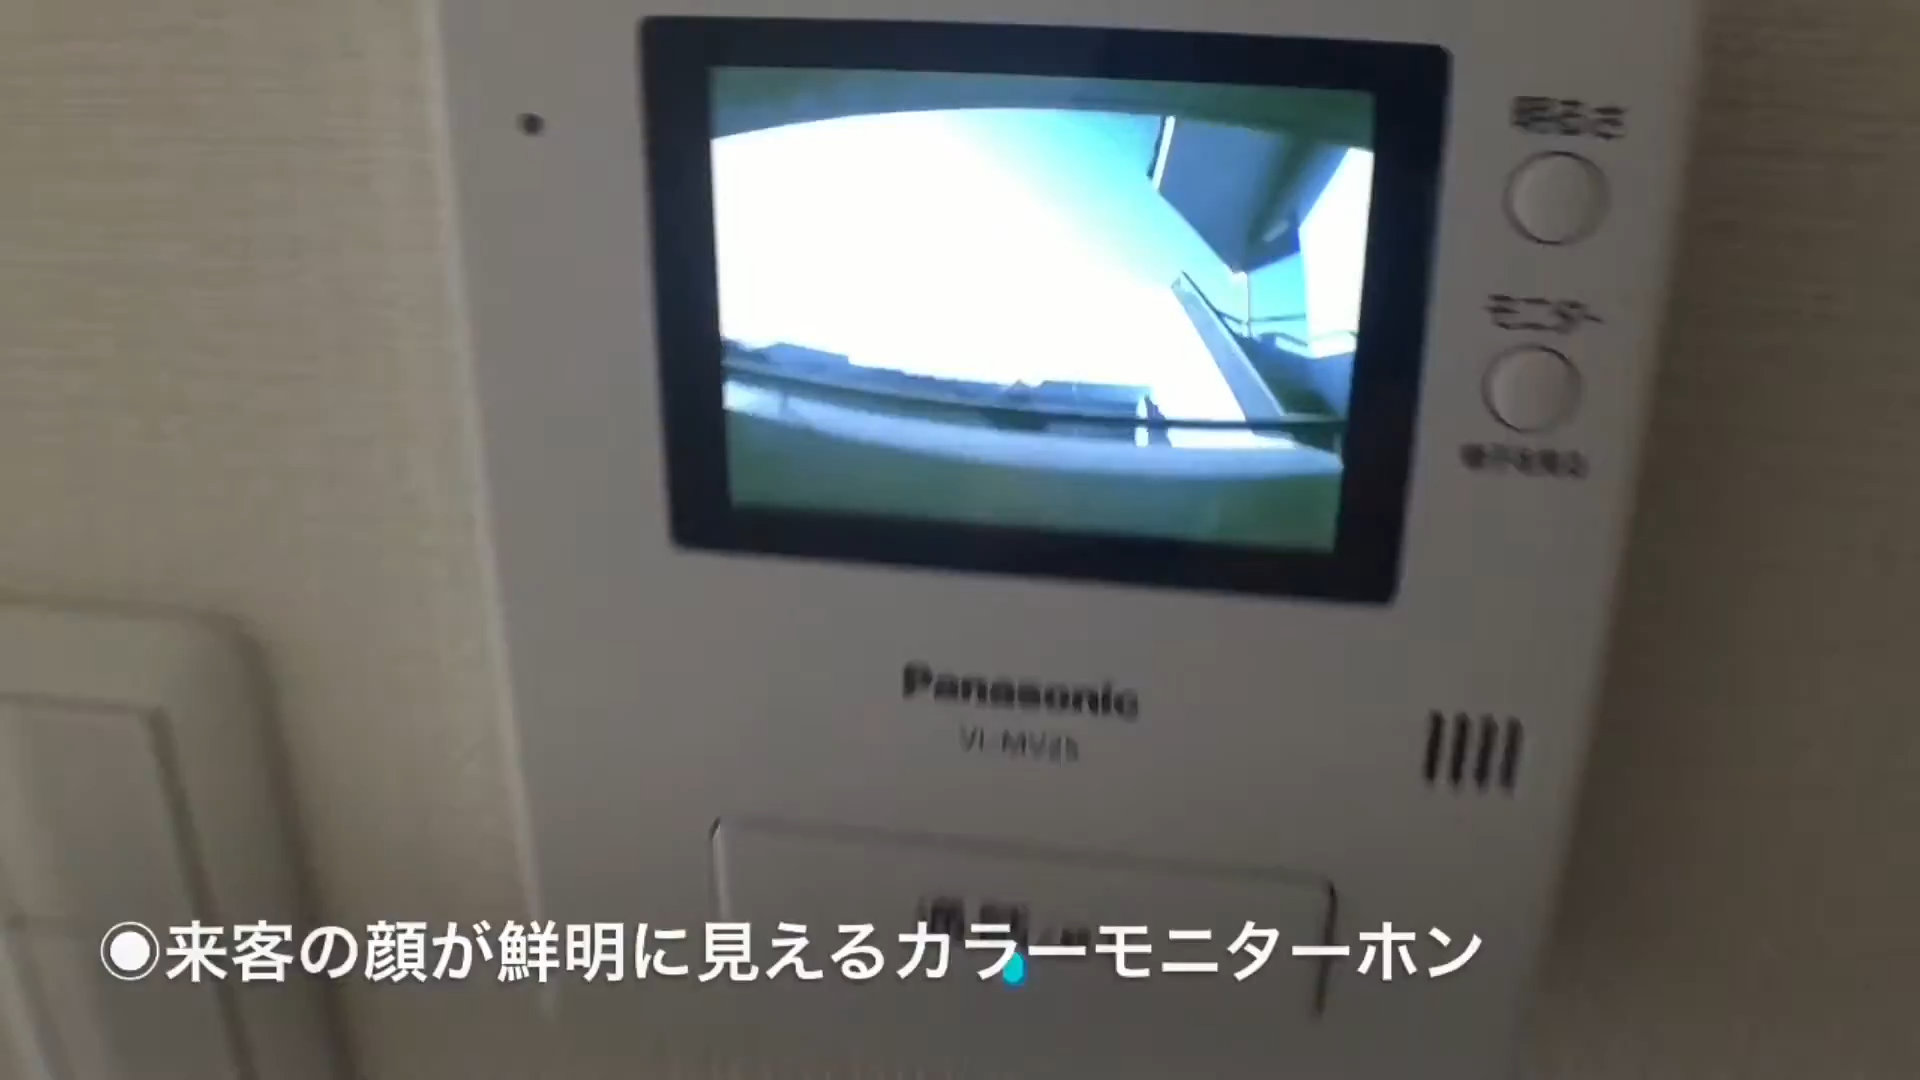 明るさ
モニター
Panasonic
◉来客の顔が鮮明に見えるカラーモニターホン